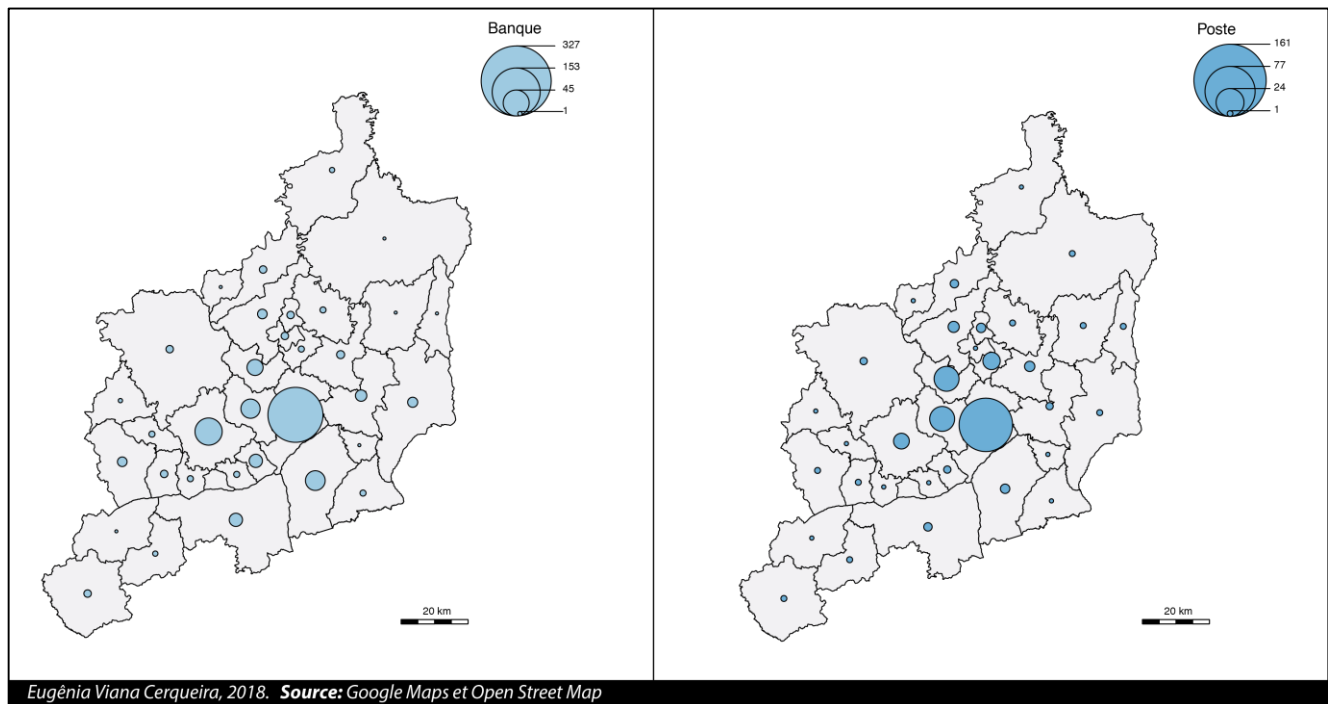 Banque
327
153
45
1
20 km
Poste
161
77
24
1
20 km
Eugênia Viana Cerqueira, 2018. Source: Google Maps et Open Street Map